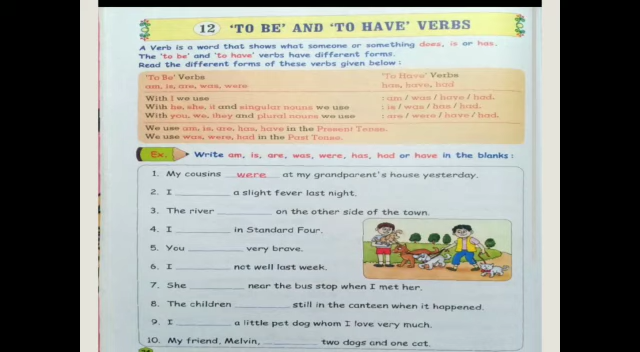 12 'TO BE' AND 'TO HAVE' VERBS
A Verb is a word that shows what someone or something does, is or has.
The 'to be' and 'to have' verbs have different forms.
Read the different forms of these verbs given below :
'To Be' Verbs 'To Have' Verbs
am, is, are, was, were has, have, had
With I we use : am / was / have / had.
With he, she, it and singular nouns we use : is / was / has / had.
With you, we, they and plural nouns we use : are / were / have / had.
We use am, is, are, has, have in the Present Tense.
We use was, were, had in the Past Tense.
Ex. Write am, is, are, was, were, has, had or have in the blanks :
1. My cousins were at my grandparent's house yesterday.
2. I ________ a slight fever last night.
3. The river ________ on the other side of the town.
4. I ________ in Standard Four.
5. You ________ very brave.
6. I ________ not well last week.
7. She ________ near the bus stop when I met her.
8. The children ________ still in the canteen when it happened.
9. I ________ a little pet dog whom I love very much.
10. My friend, Melvin, ________ two dogs and one cat.